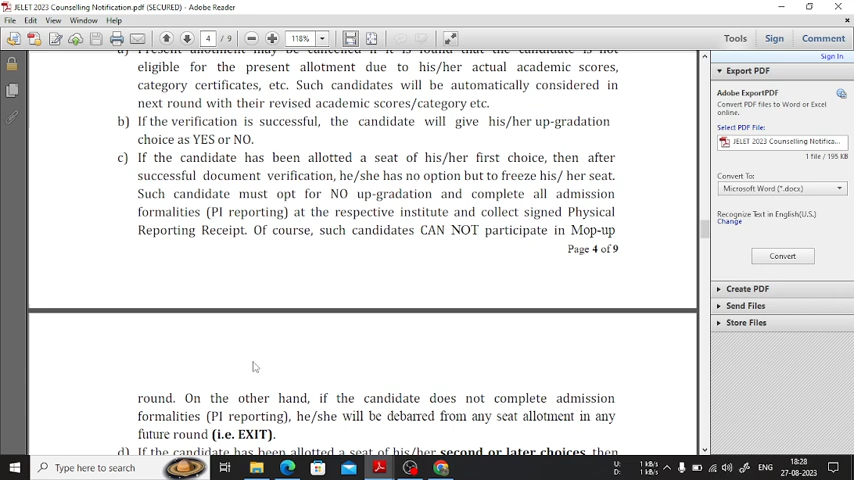 JELET 2023 Counselling Notification.pdf (SECURED) - Adobe Reader
File Edit View Window Help
4 / 9 118% Tools Sign Comment
Sign In
Export PDF
Adobe ExportPDF
Convert PDF files to Word or Excel
online.
Select PDF File:
JELET 2023 Counselling Notifica...
1 file / 195 KB
Convert To:
Microsoft Word (*.docx)
Recognize Text in English(U.S.)
Change
Convert
Create PDF
Send Files
Store Files
a) Present allotment may be cancelled if it is found that the candidate is not
eligible for the present allotment due to his/her actual academic scores,
category certificates, etc. Such candidates will be automatically considered in
next round with their revised academic scores/category etc.
b) If the verification is successful, the candidate will give his/her up-gradation
choice as YES or NO.
c) If the candidate has been allotted a seat of his/her first choice, then after
successful document verification, he/she has no option but to freeze his/ her seat.
Such candidate must opt for NO up-gradation and complete all admission
formalities (PI reporting) at the respective institute and collect signed Physical
Reporting Receipt. Of course, such candidates CAN NOT participate in Mop-up
Page 4 of 9
round. On the other hand, if the candidate does not complete admission
formalities (PI reporting), he/she will be debarred from any seat allotment in any
future round (i.e. EXIT).
d) If the candidate has been allotted a seat of his/her second or later choices, then
Type here to search
U: 1 kB/s
D: 1 kB/s
ENG
18:28
27-08-2023